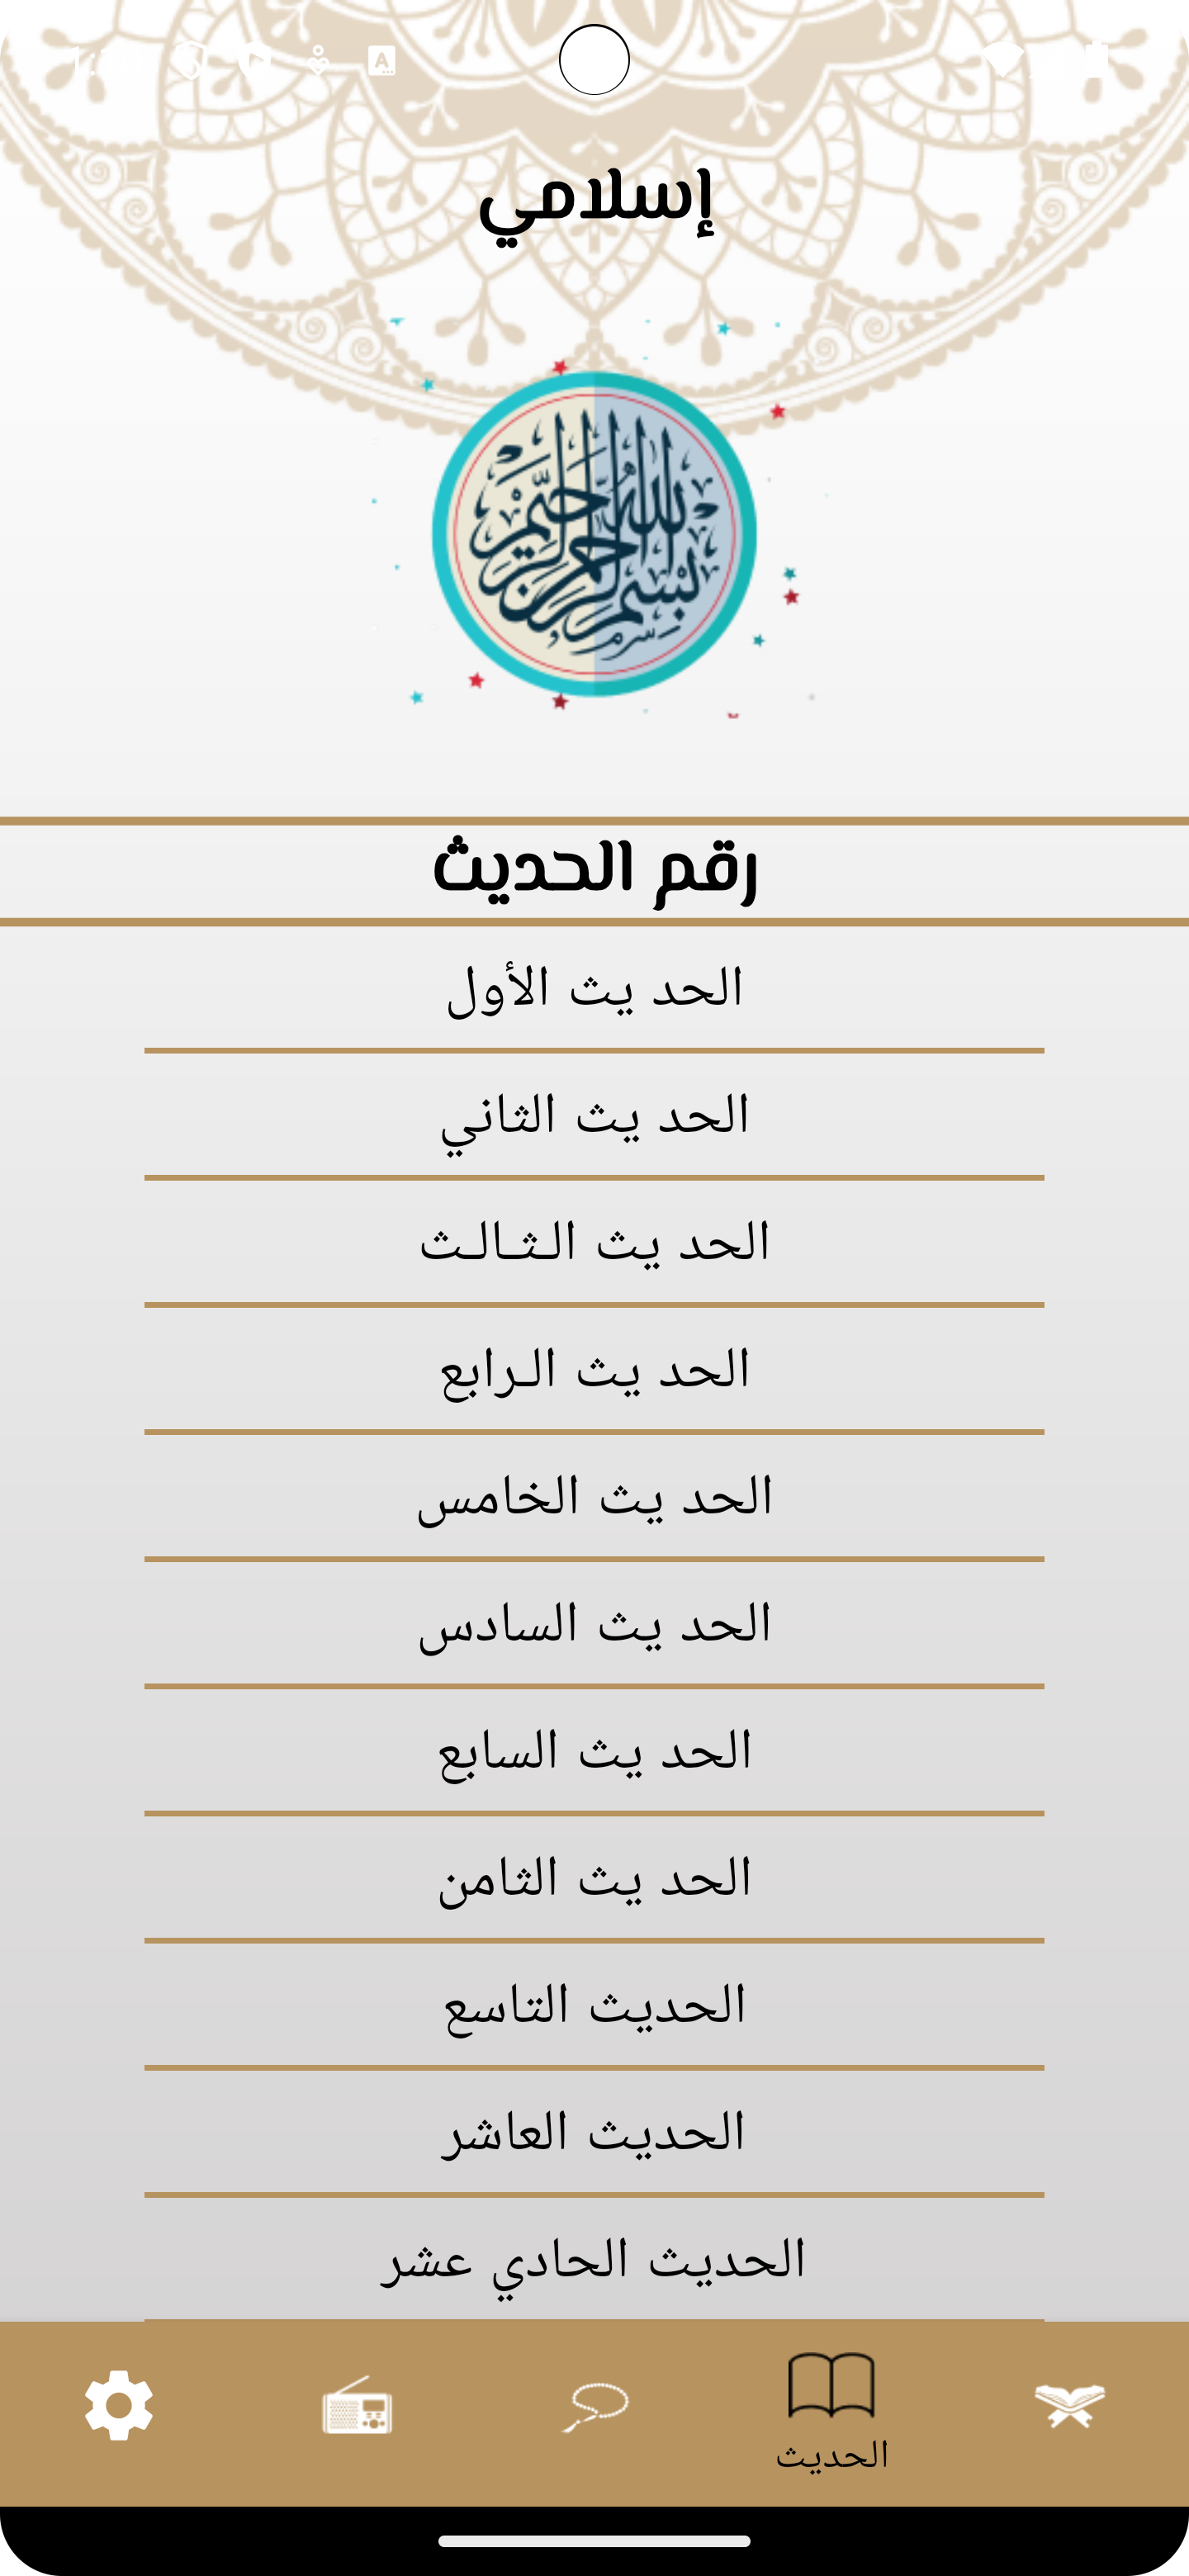 إسلامي
بسم الله الرحمن الرحيم
رقم الحديث
الحد يث الأول
الحد يث الثاني
الحد يث الـثـالـث
الحد يث الـرابع
الحد يث الخامس
الحد يث السادس
الحد يث السابع
الحد يث الثامن
الحديث التاسع
الحديث العاشر
الحديث الحادي عشر
الحديث